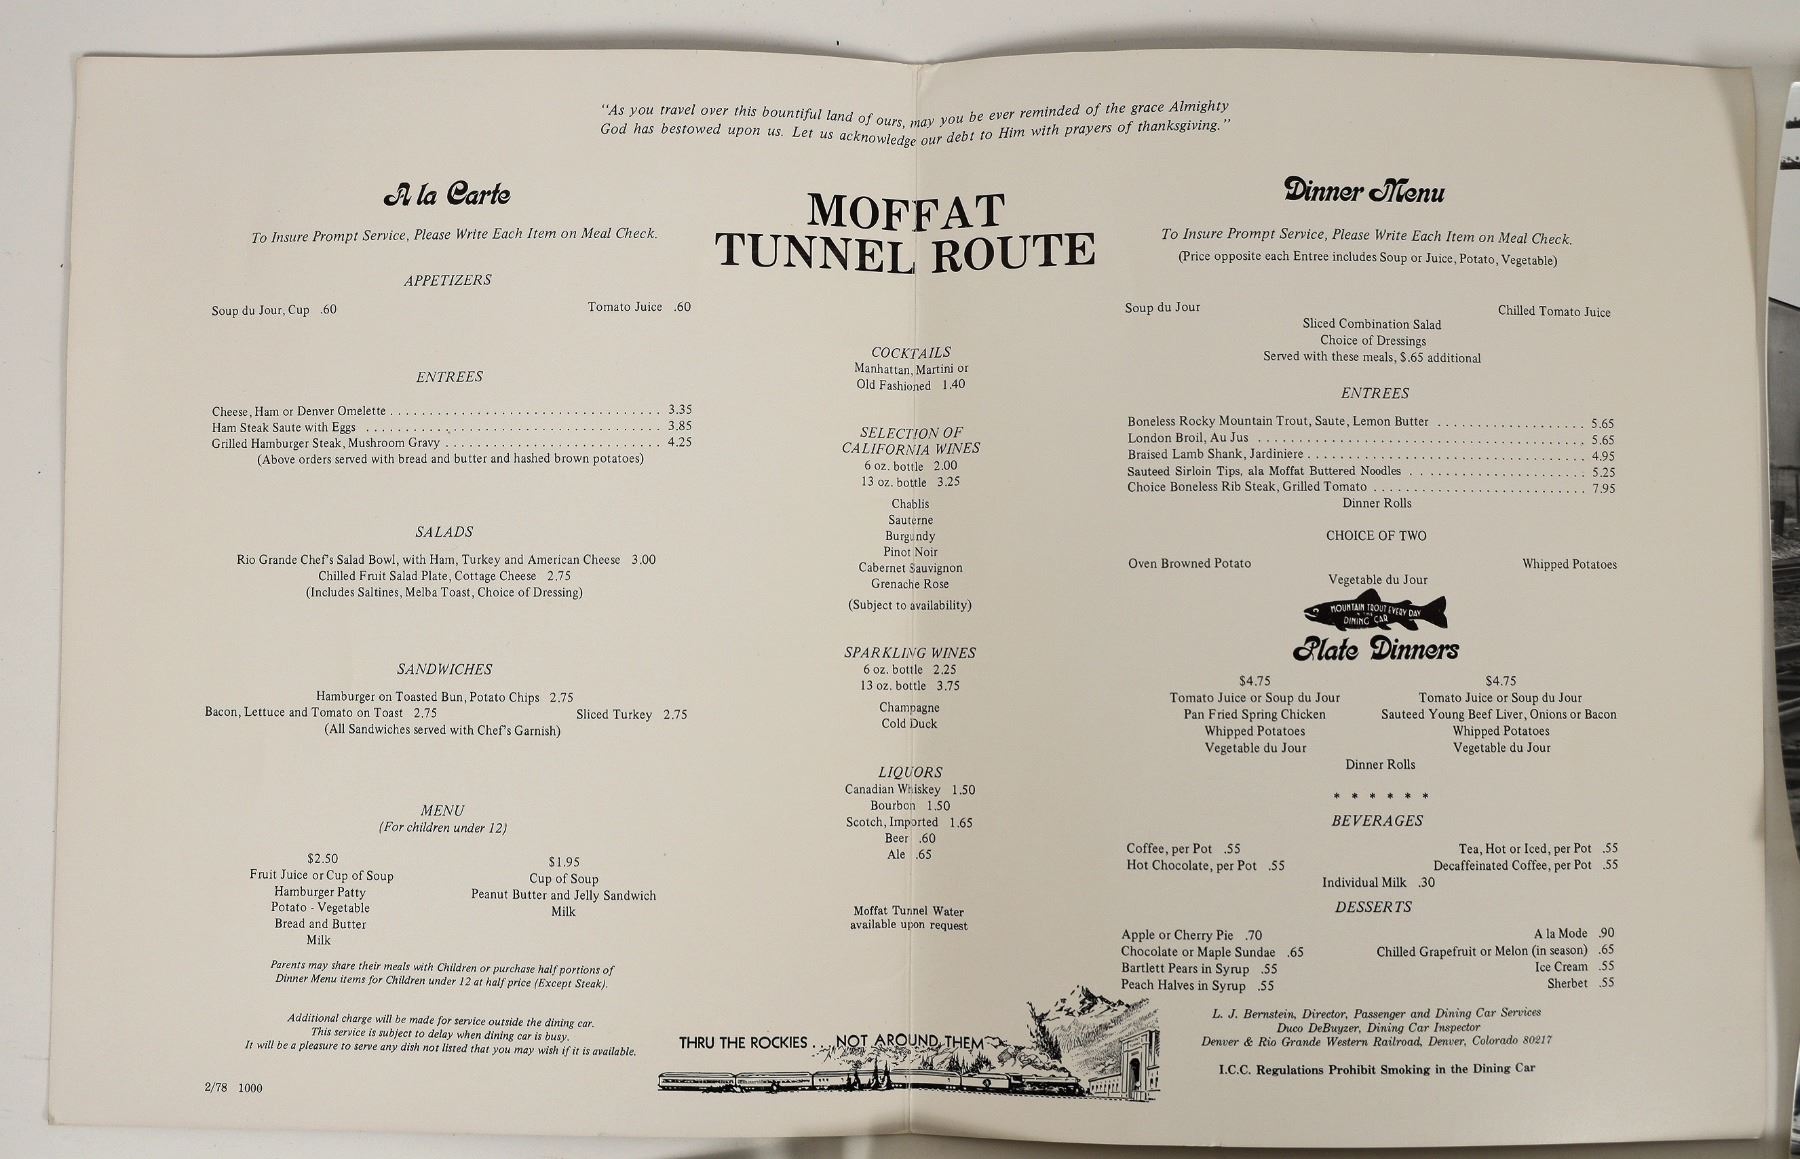 "As you travel over this bountiful land of ours, may you be ever reminded of the grace Almighty
God has bestowed upon us. Let us acknowledge our debt to Him with prayers of thanksgiving."
A la Carte
To Insure Prompt Service, Please Write Each Item on Meal Check.
APPETIZERS
Soup du Jour, Cup .60 Tomato Juice .60
ENTREES
Cheese, Ham or Denver Omelette . . . . . . . . . . 3.35
Ham Steak Saute with Eggs . . . . . . . . . . 3.85
Grilled Hamburger Steak, Mushroom Gravy . . . . . . . . . . 4.25
(Above orders served with bread and butter and hashed brown potatoes)
SALADS
Rio Grande Chef's Salad Bowl, with Ham, Turkey and American Cheese 3.00
Chilled Fruit Salad Plate, Cottage Cheese 2.75
(Includes Saltines, Melba Toast, Choice of Dressing)
SANDWICHES
Hamburger on Toasted Bun, Potato Chips 2.75
Bacon, Lettuce and Tomato on Toast 2.75 Sliced Turkey 2.75
(All Sandwiches served with Chef's Garnish)
MENU
(For children under 12)
$2.50
Fruit Juice or Cup of Soup
Hamburger Patty
Potato - Vegetable
Bread and Butter
Milk
$1.95
Cup of Soup
Peanut Butter and Jelly Sandwich
Milk
Parents may share their meals with Children or purchase half portions of
Dinner Menu items for Children under 12 at half price (Except Steak).
Additional charge will be made for service outside the dining car.
This service is subject to delay when dining car is busy.
It will be a pleasure to serve any dish not listed that you may wish if it is available.
2/78 1000
MOFFAT
TUNNEL ROUTE
COCKTAILS
Manhattan, Martini or
Old Fashioned 1.40
SELECTION OF
CALIFORNIA WINES
6 oz. bottle 2.00
13 oz. bottle 3.25
Chablis
Sauterne
Burgundy
Pinot Noir
Cabernet Sauvignon
Grenache Rose
(Subject to availability)
SPARKLING WINES
6 oz. bottle 2.25
13 oz. bottle 3.75
Champagne
Cold Duck
LIQUORS
Canadian Whiskey 1.50
Bourbon 1.50
Scotch, Imported 1.65
Beer .60
Ale .65
Moffat Tunnel Water
available upon request
THRU THE ROCKIES . . . NOT AROUND THEM
Dinner Menu
To Insure Prompt Service, Please Write Each Item on Meal Check.
(Price opposite each Entree includes Soup or Juice, Potato, Vegetable)
Soup du Jour Chilled Tomato Juice
Sliced Combination Salad
Choice of Dressings
Served with these meals, $.65 additional
ENTREES
Boneless Rocky Mountain Trout, Saute, Lemon Butter . . . . . . . . . . 5.65
London Broil, Au Jus . . . . . . . . . . 5.65
Braised Lamb Shank, Jardiniere . . . . . . . . . . 4.95
Sauteed Sirloin Tips, ala Moffat Buttered Noodles . . . . . . . . . . 5.25
Choice Boneless Rib Steak, Grilled Tomato . . . . . . . . . . 7.95
Dinner Rolls
CHOICE OF TWO
Oven Browned Potato Whipped Potatoes
Vegetable du Jour
MOUNTAIN TROUT EVERY DAY
DINING CAR
Plate Dinners
$4.75
Tomato Juice or Soup du Jour
Pan Fried Spring Chicken
Whipped Potatoes
Vegetable du Jour
$4.75
Tomato Juice or Soup du Jour
Sauteed Young Beef Liver, Onions or Bacon
Whipped Potatoes
Vegetable du Jour
Dinner Rolls
* * * * * *
BEVERAGES
Coffee, per Pot .55 Tea, Hot or Iced, per Pot .55
Hot Chocolate, per Pot .55 Decaffeinated Coffee, per Pot .55
Individual Milk .30
DESSERTS
Apple or Cherry Pie .70 A la Mode .90
Chocolate or Maple Sundae .65 Chilled Grapefruit or Melon (in season) .65
Bartlett Pears in Syrup .55 Ice Cream .55
Peach Halves in Syrup .55 Sherbet .55
L. J. Bernstein, Director, Passenger and Dining Car Services
Duco DeBuyzer, Dining Car Inspector
Denver & Rio Grande Western Railroad, Denver, Colorado 80217
I.C.C. Regulations Prohibit Smoking in the Dining Car